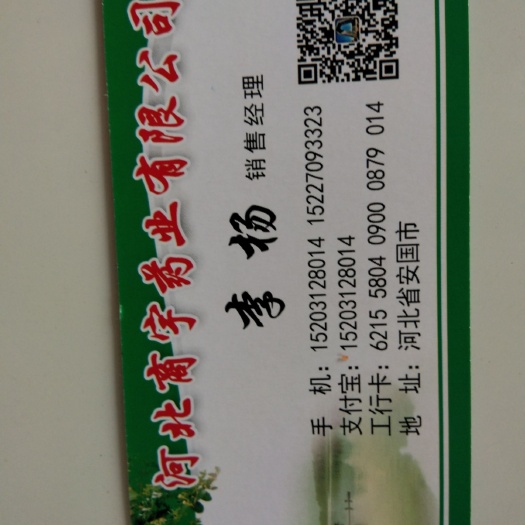 河北商宇药业有限公司
李杨 销售经理
手 机：15203128014 15227093323
支付宝：15203128014
工行卡：6215 5804 0900 0879 014
地 址：河北省安国市